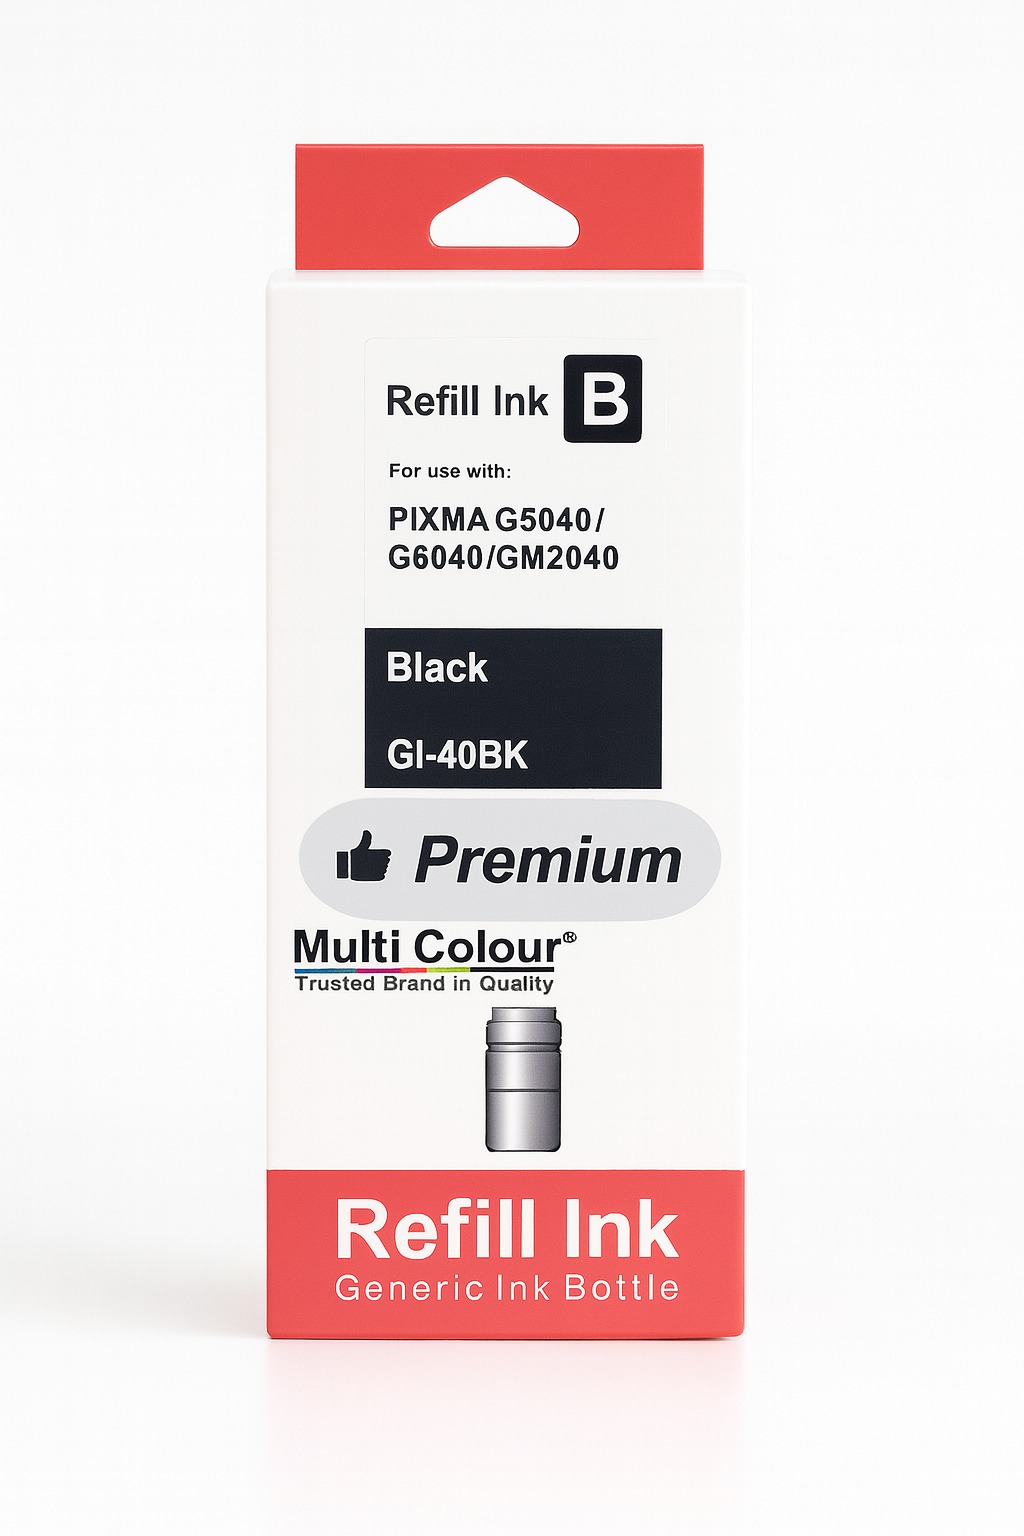 Refill Ink B
For use with:
PIXMA G5040/
G6040/GM2040
Black
GI-40BK
Premium
Multi Colour®
Trusted Brand in Quality
Refill Ink
Generic Ink Bottle